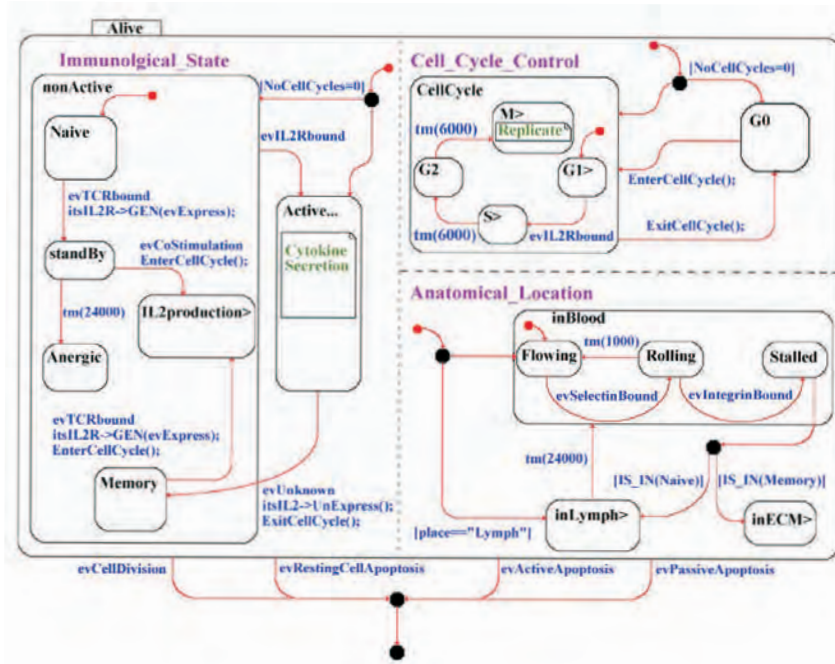 Alive
Immunolgical_State
nonActive
[NoCellCycles=0]
Naive
evIL2Rbound
evTCRbound
itsIL2R->GEN(evExpress);
Active...
Cytokine
Secretion
standBy
evCoStimulation
EnterCellCycle();
tm(24000)
IL2production>
Anergic
evTCRbound
itsIL2R->GEN(evExpress);
EnterCellCycle();
Memory
evUnknown
itsIL2->UnExpress();
ExitCellCycle();
Cell_Cycle_Control
[NoCellCycles=0]
CellCycle
M>
Replicate
tm(6000)
G0
G2
G1>
EnterCellCycle();
S>
tm(6000)
evIL2Rbound
ExitCellCycle();
Anatomical_Location
inBlood
tm(1000)
Flowing
Rolling
Stalled
evSelectinBound
evIntegrinBound
tm(24000)
[IS_IN(Naive)]
[IS_IN(Memory)]
[place=="Lymph"]
inLymph>
inECM>
evCellDivision
evRestingCellApoptosis
evActiveApoptosis
evPassiveApoptosis